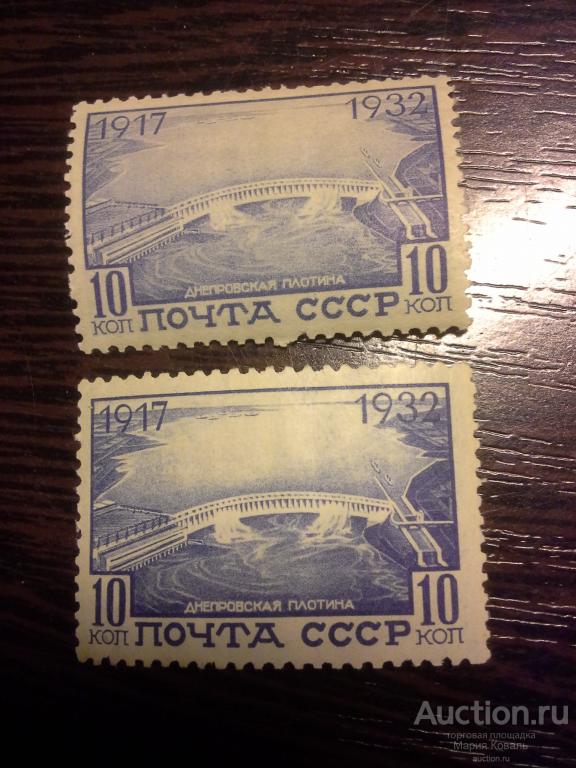 1917 1932
ДНЕПРОВСКАЯ ПЛОТИНА
10 КОП ПОЧТА СССР 10 КОП
1917 1932
ДНЕПРОВСКАЯ ПЛОТИНА
10 КОП ПОЧТА СССР 10 КОП
Auction.ru
торговая площадка
Мария Коваль
auction.ru